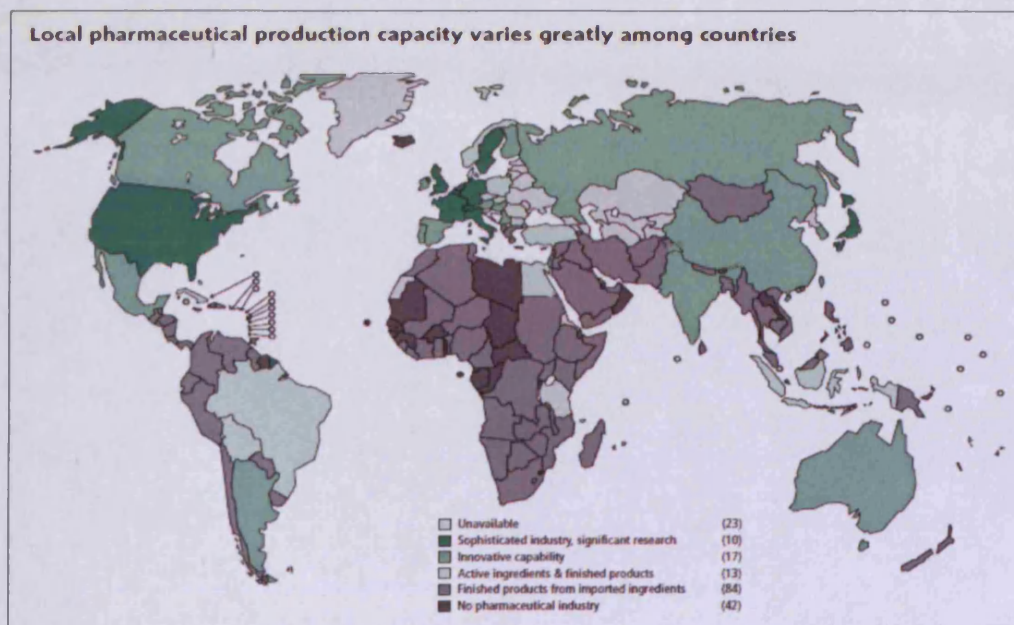 Local pharmaceutical production capacity varies greatly among countries
Unavailable (23)
Sophisticated industry, significant research (10)
Innovative capability (17)
Active ingredients & finished products (13)
Finished products from imported ingredients (84)
No pharmaceutical industry (42)